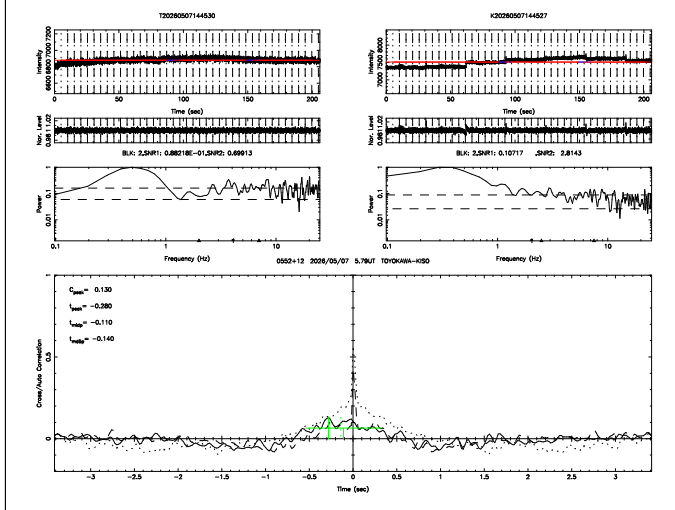 T20260507144530
K20260507144527
Intensity
6600 6800 7000 7200
0 50 100 150 200
Time (sec)
Intensity
7000 7500 8000
0 50 100 150 200
Time (sec)
Nor. Level
0.98 1 1.02
Nor. Level
0.98 1 1.02
BLK: 2,SNR1: 0.88218E-01,SNR2: 0.69913
BLK: 2,SNR1: 0.10717 ,SNR2: 2.8143
Power
0.01 0.1 1
0.1 1 10
Frequency (Hz)
Power
0.01 0.1 1
0.1 1 10
Frequency (Hz)
0552+12 2026/05/07 5.79UT TOYOKAWA-KISO
Cpeak= 0.130
tpeak= -0.280
tmidp= -0.110
Cross/Auto Correlation
0 0.5 1
-3 -2.5 -2 -1.5 -1 -0.5 0 0.5 1 1.5 2 2.5 3
Time (sec)